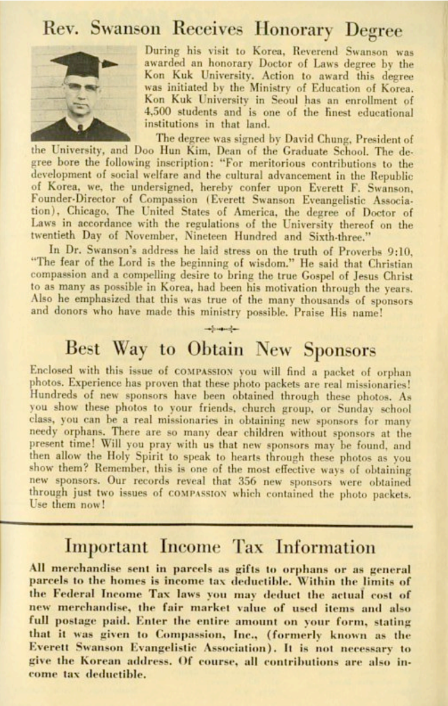 Rev. Swanson Receives Honorary Degree
During his visit to Korea, Reverend Swanson was
awarded an honorary Doctor of Laws degree by the
Kon Kuk University. Action to award this degree
was initiated by the Ministry of Education of Korea.
Kon Kuk University in Seoul has an enrollment of
4,500 students and is one of the finest educational
institutions in that land.
The degree was signed by David Chung, President of
the University, and Doo Hun Kim, Dean of the Graduate School. The de-
gree bore the following inscription: "For meritorious contributions to the
development of social welfare and the cultural advancement in the Republic
of Korea, we, the undersigned, hereby confer upon Everett F. Swanson,
Founder-Director of Compassion (Everett Swanson Eveangelistic Associa-
tion), Chicago, The United States of America, the degree of Doctor of
Laws in accordance with the regulations of the University thereof on the
twentieth Day of November, Nineteen Hundred and Sixth-three."
In Dr. Swanson's address he laid stress on the truth of Proverbs 9:10,
"The fear of the Lord is the beginning of wisdom." He said that Christian
compassion and a compelling desire to bring the true Gospel of Jesus Christ
to as many as possible in Korea, had been his motivation through the years.
Also he emphasized that this was true of the many thousands of sponsors
and donors who have made this ministry possible. Praise His name!
Best Way to Obtain New Sponsors
Enclosed with this issue of COMPASSION you will find a packet of orphan
photos. Experience has proven that these photo packets are real missionaries!
Hundreds of new sponsors have been obtained through these photos. As
you show these photos to your friends, church group, or Sunday school
class, you can be a real missionaries in obtaining new sponsors for many
needy orphans. There are so many dear children without sponsors at the
present time! Will you pray with us that new sponsors may be found, and
then allow the Holy Spirit to speak to hearts through these photos as you
show them? Remember, this is one of the most effective ways of obtaining
new sponsors. Our records reveal that 356 new sponsors were obtained
through just two issues of COMPASSION which contained the photo packets.
Use them now!
Important Income Tax Information
All merchandise sent in parcels as gifts to orphans or as general
parcels to the homes is income tax deductible. Within the limits of
the Federal Income Tax laws you may deduct the actual cost of
new merchandise, the fair market value of used items and also
full postage paid. Enter the entire amount on your form, stating
that it was given to Compassion, Inc., (formerly known as the
Everett Swanson Evangelistic Association). It is not necessary to
give the Korean address. Of course, all contributions are also in-
come tax deductible.